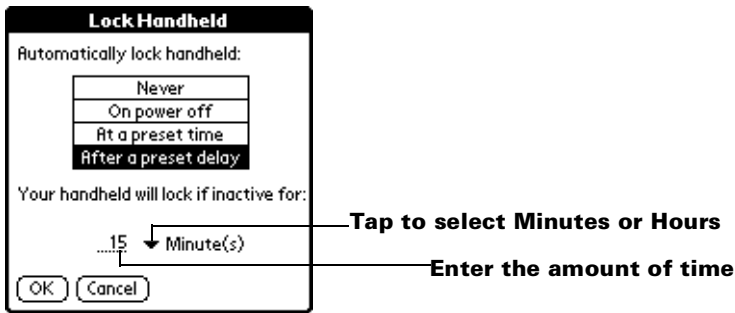 Lock Handheld
Automatically lock handheld:
Never
On power off
At a preset time
After a preset delay
Your handheld will lock if inactive for:
15 Minute(s)
Tap to select Minutes or Hours
Enter the amount of time
OK Cancel